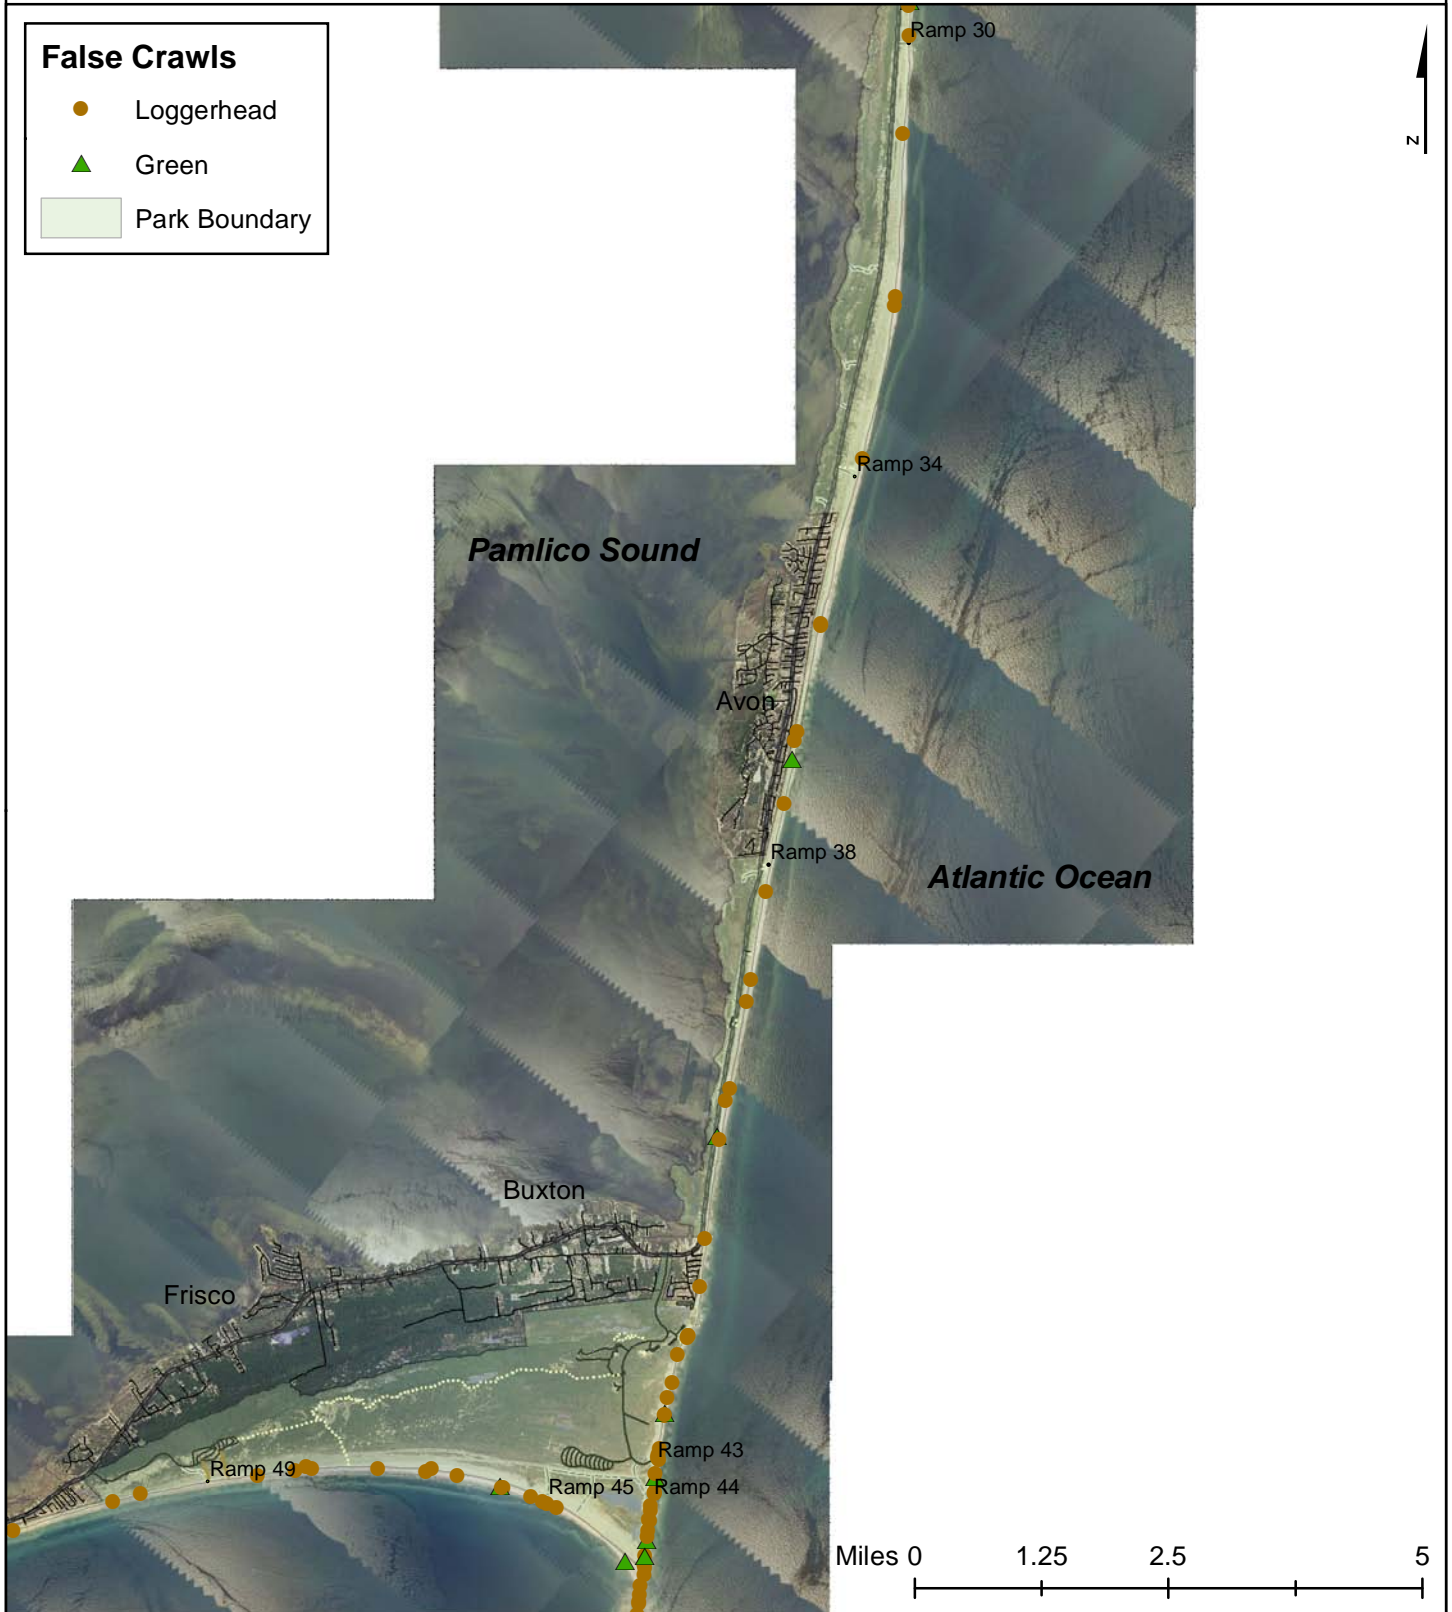 False Crawls
Loggerhead
Green
Park Boundary
Ramp 30
N
Ramp 34
Pamlico Sound
Avon
Ramp 38
Atlantic Ocean
Buxton
Frisco
Ramp 43
Ramp 49
Ramp 45
Ramp 44
Miles 0 1.25 2.5 5